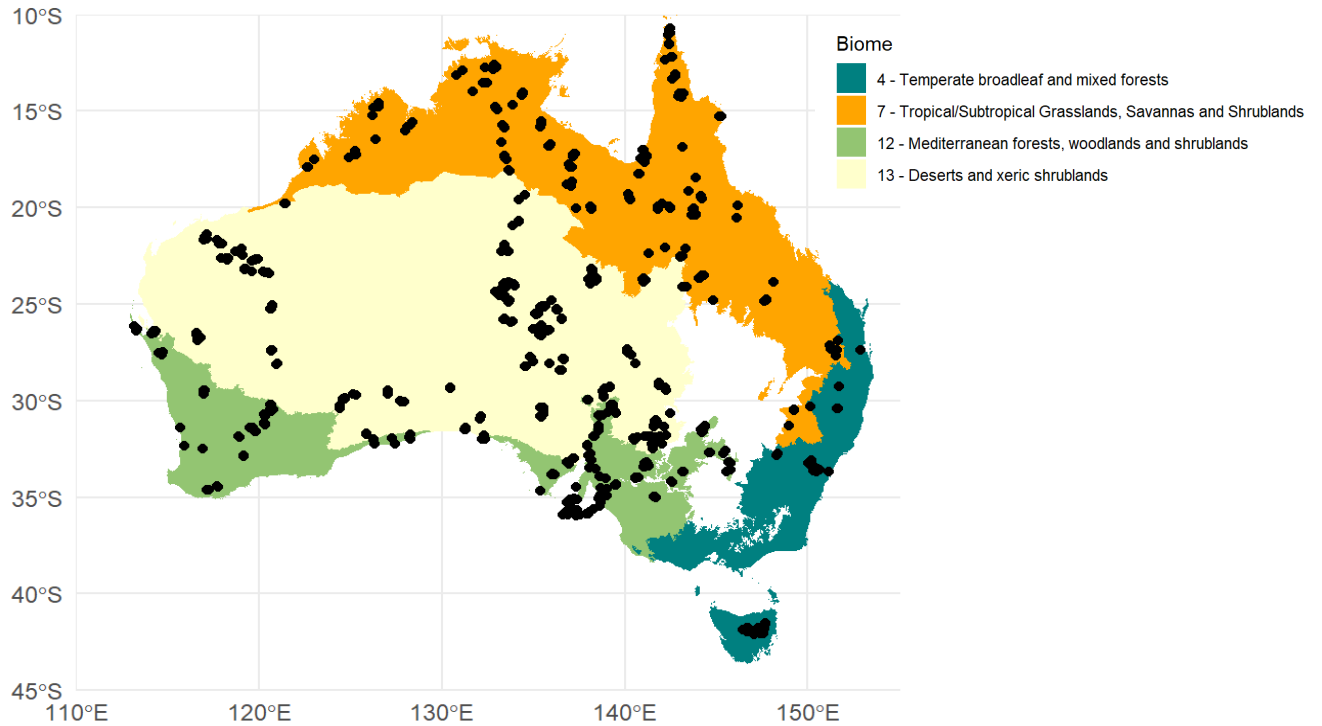 10°S
15°S
20°S
25°S
30°S
35°S
40°S
45°S
110°E 120°E 130°E 140°E 150°E
Biome
4 - Temperate broadleaf and mixed forests
7 - Tropical/Subtropical Grasslands, Savannas and Shrublands
12 - Mediterranean forests, woodlands and shrublands
13 - Deserts and xeric shrublands